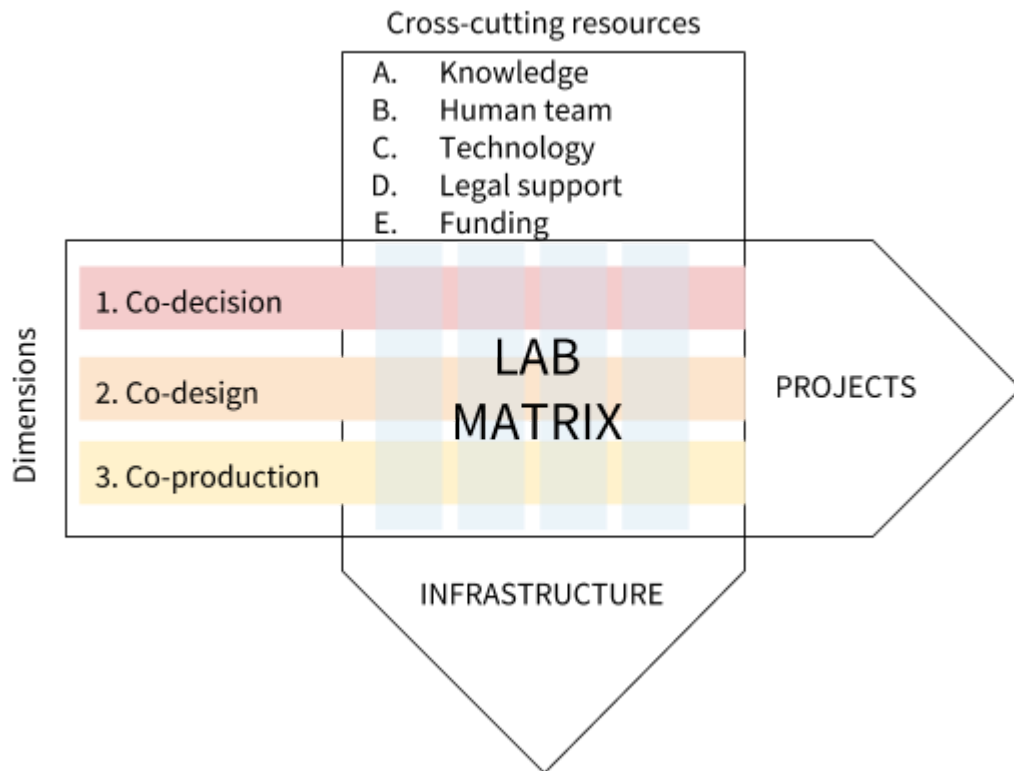 Cross-cutting resources
A. Knowledge
B. Human team
C. Technology
D. Legal support
E. Funding
Dimensions
1. Co-decision
2. Co-design
3. Co-production
LAB
MATRIX
PROJECTS
INFRASTRUCTURE